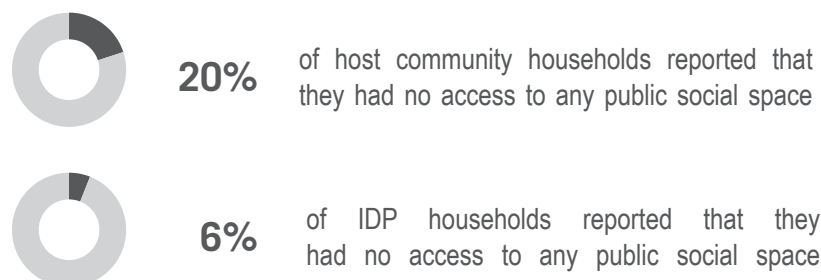 20%
of host community households reported that
they had no access to any public social space
6%
of IDP households reported that they
had no access to any public social space